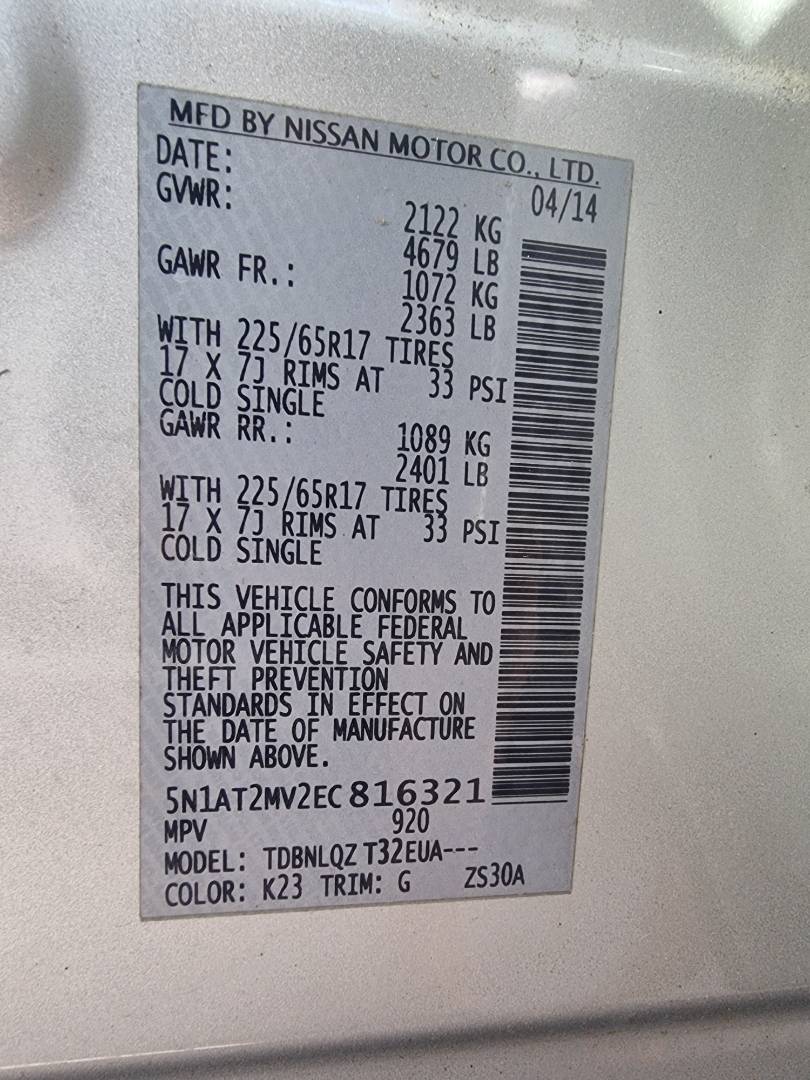 MFD BY NISSAN MOTOR CO., LTD.
DATE: 04/14
GVWR: 2122 KG
4679 LB
GAWR FR.: 1072 KG
2363 LB
WITH 225/65R17 TIRES
17 X 7J RIMS AT 33 PSI
COLD SINGLE
GAWR RR.: 1089 KG
2401 LB
WITH 225/65R17 TIRES
17 X 7J RIMS AT 33 PSI
COLD SINGLE
THIS VEHICLE CONFORMS TO
ALL APPLICABLE FEDERAL
MOTOR VEHICLE SAFETY AND
THEFT PREVENTION
STANDARDS IN EFFECT ON
THE DATE OF MANUFACTURE
SHOWN ABOVE.
5N1AT2MV2EC816321
MPV 920
MODEL: TDBNLQZ T32EUA---
COLOR: K23 TRIM: G ZS30A